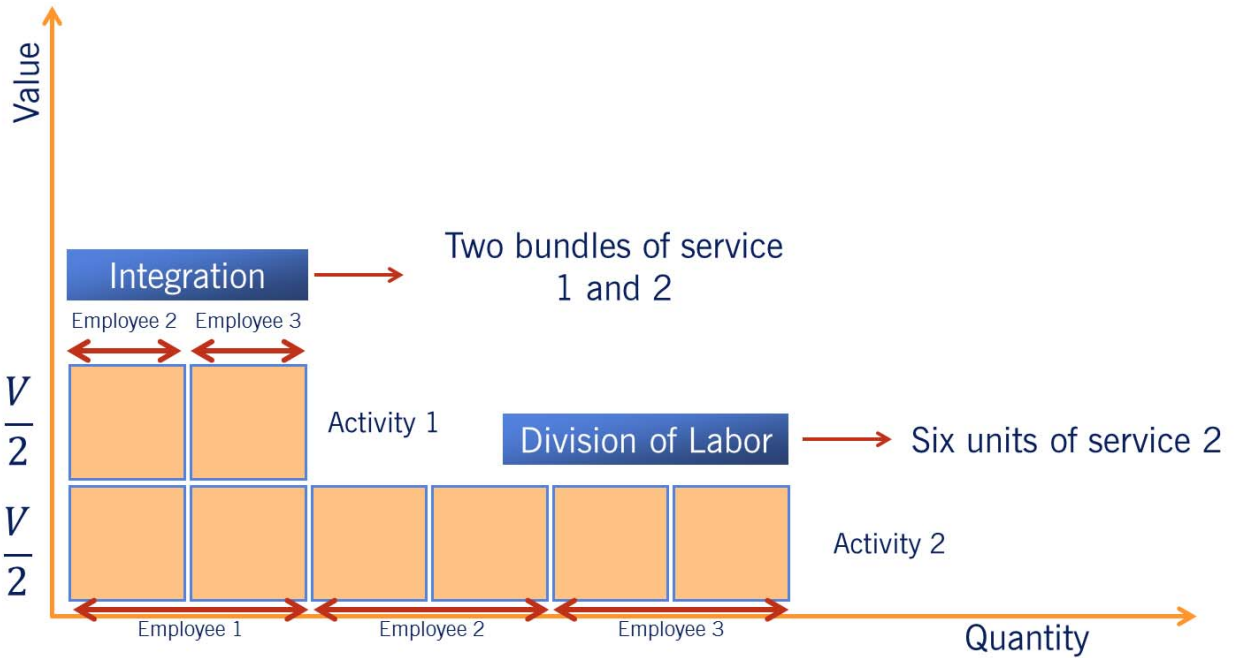 Value
Two bundles of service
1 and 2
Integration
Employee 2 Employee 3
V
2
Activity 1
Division of Labor
Six units of service 2
V
2
Activity 2
Employee 1
Employee 2
Employee 3
Quantity